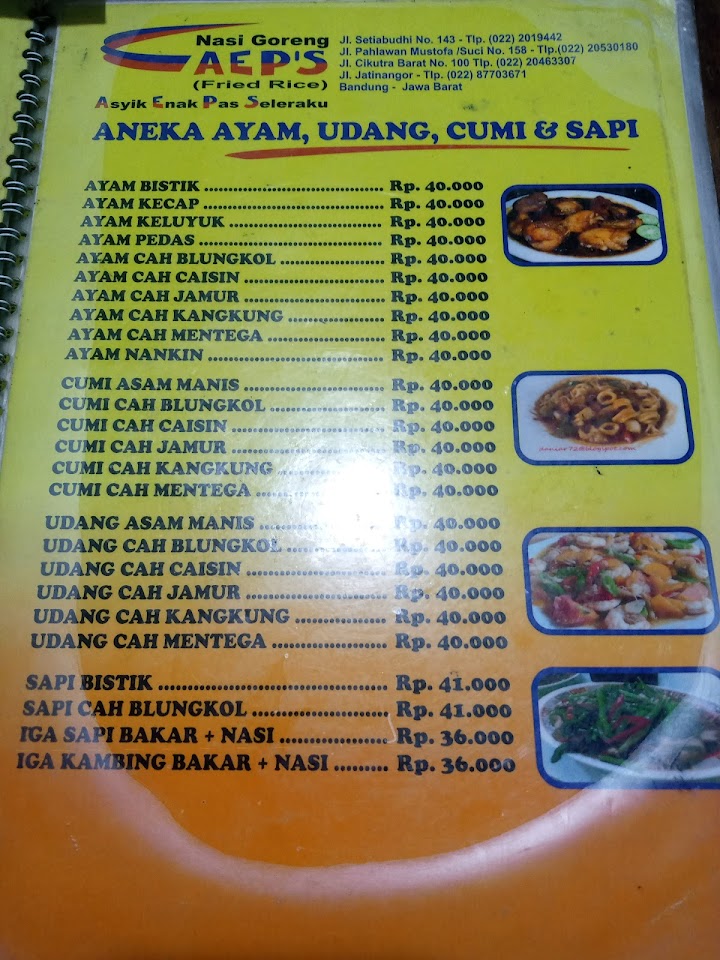 Nasi Goreng
CAEP'S
(Fried Rice)
Asyik Enak Pas Seleraku
Jl. Setiabudhi No. 143 - Tlp. (022) 2019442
Jl. Pahlawan Mustofa /Suci No. 158 - Tlp.(022) 20530180
Jl. Cikutra Barat No. 100 Tlp. (022) 20463307
Jl. Jatinangor - Tlp. (022) 87703671
Bandung - Jawa Barat
ANEKA AYAM, UDANG, CUMI & SAPI
AYAM BISTIK ..................................... Rp. 40.000
AYAM KECAP ..................................... Rp. 40.000
AYAM KELUYUK ................................ Rp. 40.000
AYAM PEDAS ...................................... Rp. 40.000
AYAM CAH BLUNGKOL ...................... Rp. 40.000
AYAM CAH CAISIN ............................. Rp. 40.000
AYAM CAH JAMUR ............................. Rp. 40.000
AYAM CAH KANGKUNG .................... Rp. 40.000
AYAM CAH MENTEGA ........................ Rp. 40.000
AYAM NANKIN .................................... Rp. 40.000
CUMI ASAM MANIS ............................. Rp. 40.000
CUMI CAH BLUNGKOL ........................ Rp. 40.000
CUMI CAH CAISIN ............................... Rp. 40.000
CUMI CAH JAMUR ............................... Rp. 40.000
CUMI CAH KANGKUNG ...................... Rp. 40.000
CUMI CAH MENTEGA .......................... Rp. 40.000
UDANG ASAM MANIS ......................... Rp. 40.000
UDANG CAH BLUNGKOL .................... Rp. 40.000
UDANG CAH CAISIN ........................... Rp. 40.000
UDANG CAH JAMUR ........................... Rp. 40.000
UDANG CAH KANGKUNG .................. Rp. 40.000
UDANG CAH MENTEGA ...................... Rp. 40.000
SAPI BISTIK ......................................... Rp. 41.000
SAPI CAH BLUNGKOL ........................ Rp. 41.000
IGA SAPI BAKAR + NASI ................... Rp. 36.000
IGA KAMBING BAKAR + NASI ......... Rp. 36.000